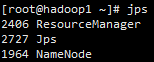 [root@hadoop1 ~]# jps
2406 ResourceManager
2727 Jps
1964 NameNode